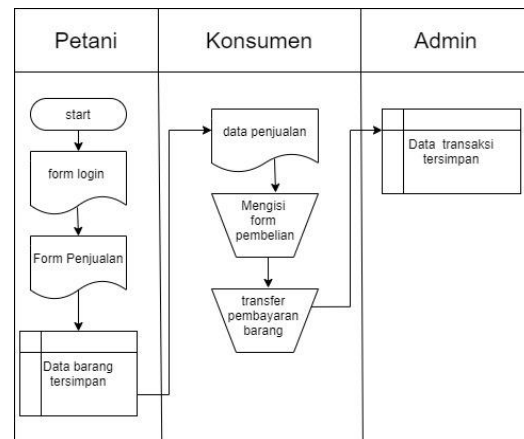 Petani
Konsumen
Admin
start
form login
Form Penjualan
Data barang
tersimpan
data penjualan
Mengisi
form
pembelian
transfer
pembayaran
barang
Data transaksi
tersimpan